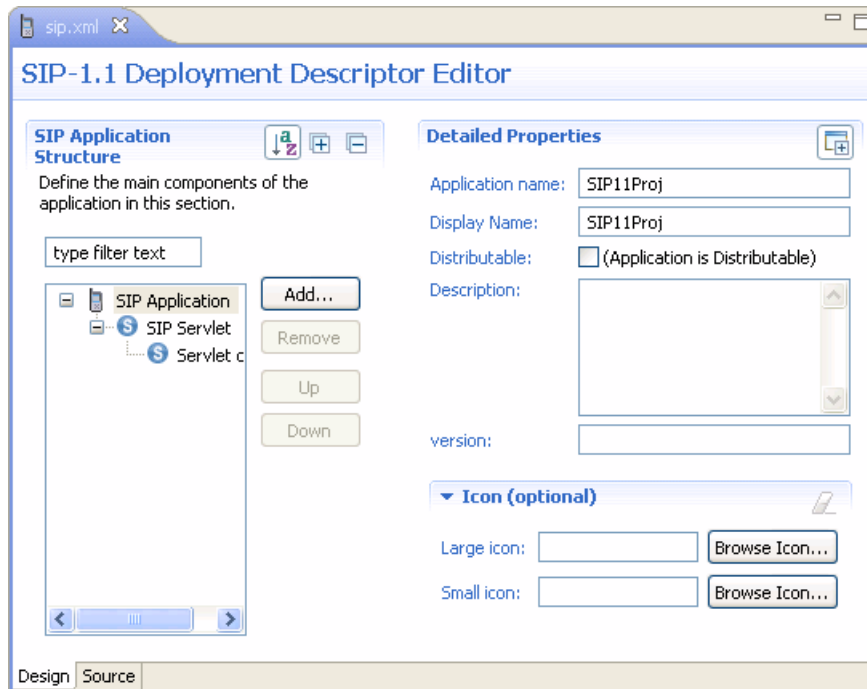 sip.xml
SIP-1.1 Deployment Descriptor Editor
SIP Application
Structure
Define the main components of the
application in this section.
type filter text
SIP Application
SIP Servlet
Servlet c
Add...
Remove
Up
Down
Detailed Properties
Application name: SIP11Proj
Display Name: SIP11Proj
Distributable: (Application is Distributable)
Description:
version:
Icon (optional)
Large icon: Browse Icon...
Small icon: Browse Icon...
Design Source